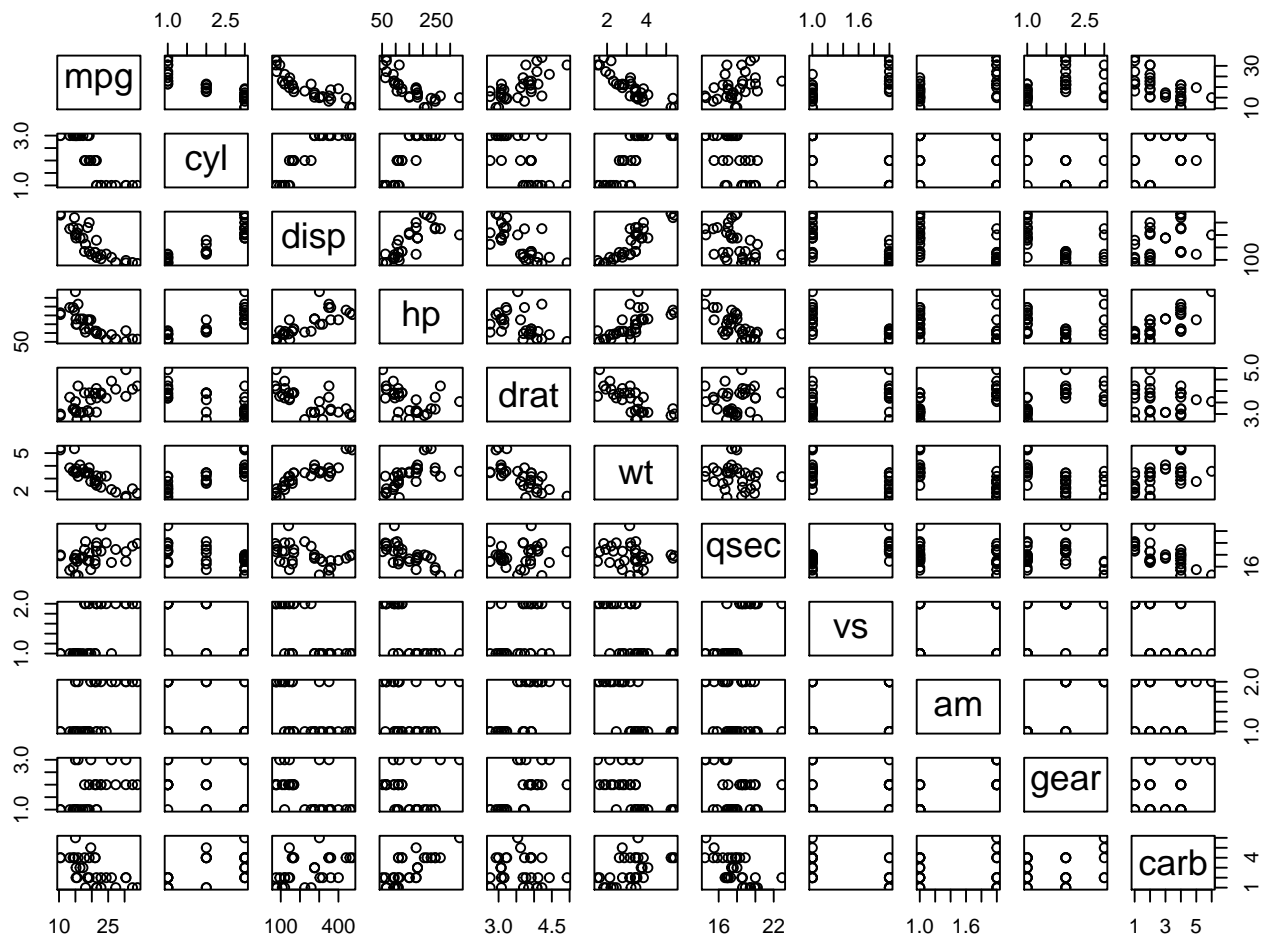 1.0 2.5 50 250 2 4 1.0 1.6 1.0 2.5
mpg 10 30
1.0 3.0 cyl
disp 100
50 hp
drat 3.0 5.0
2 5 wt
qsec 16
1.0 2.0 vs
am 1.0 2.0
1.0 3.0 gear
carb 1 4
10 25 100 400 3.0 4.5 16 22 1.0 1.6 1 3 5